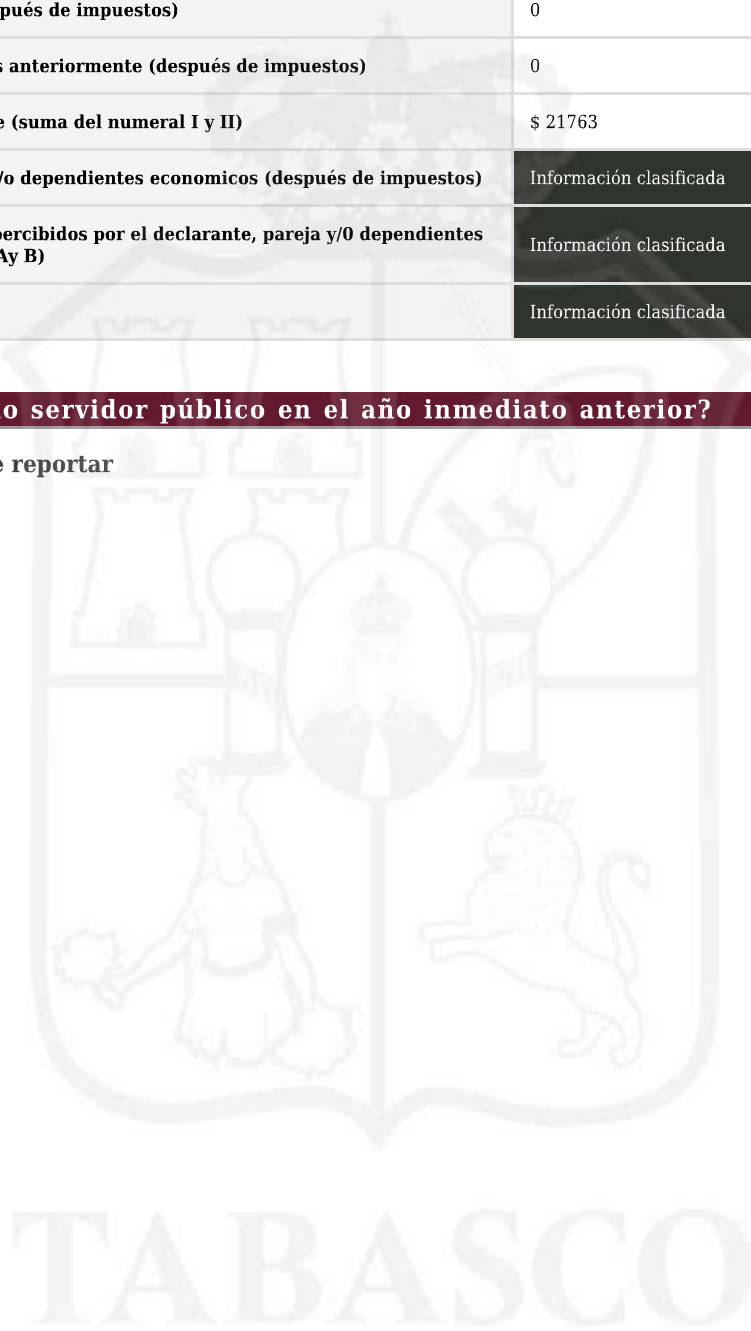 pués de impuestos)
0
s anteriormente (después de impuestos)
0
e (suma del numeral I y II)
$ 21763
/o dependientes economicos (después de impuestos)
Información clasificada
percibidos por el declarante, pareja y/0 dependientes
Ay B)
Información clasificada
Información clasificada
o servidor público en el año inmediato anterior?
e reportar
TABASCO